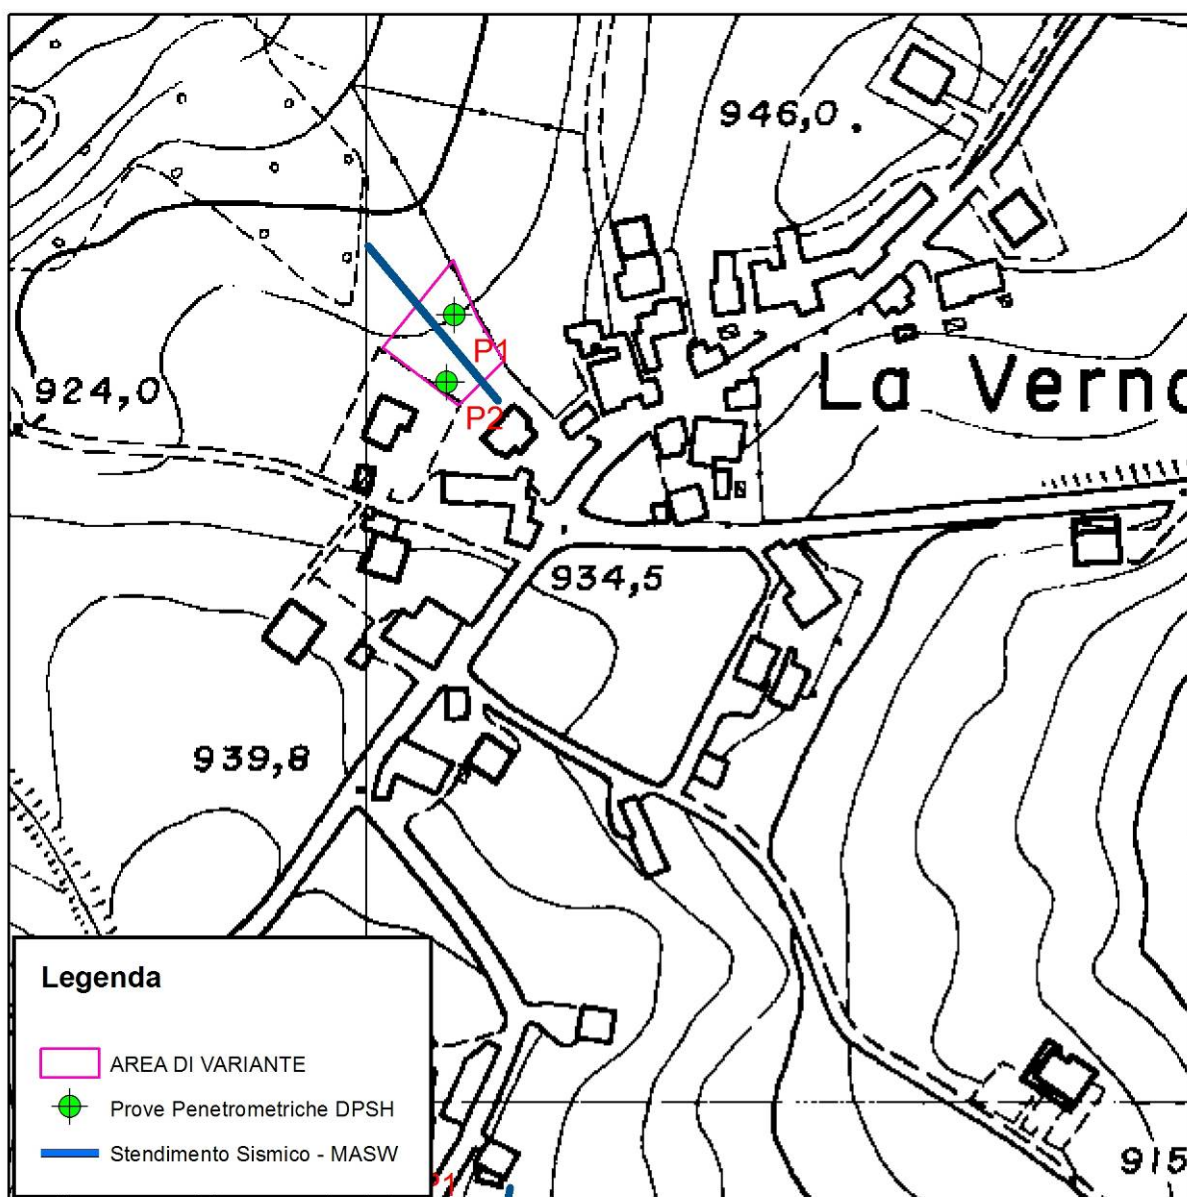 946,0.
P1
La Verna
924,0
P2
934,5
939,8
Legenda
AREA DI VARIANTE
Prove Penetrometriche DPSH
Stendimento Sismico - MASW
P1
915